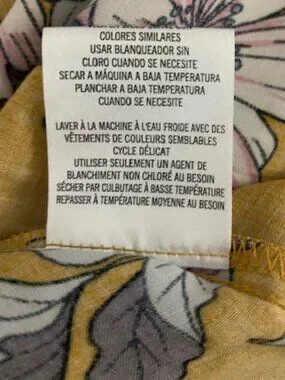 COLORES SIMILARES
USAR BLANQUEADOR SIN
CLORO CUANDO SE NECESITE
SECAR A MÁQUINA A BAJA TEMPERATURA
PLANCHAR A BAJA TEMPERATURA
CUANDO SE NECESITE
LAVER À LA MACHINE À L'EAU FROIDE AVEC DES
VÊTEMENTS DE COULEURS SEMBLABLES
CYCLE DÉLICAT
UTILISER SEULEMENT UN AGENT DE
BLANCHIMENT NON CHLORÉ AU BESOIN
SÉCHER PAR CULBUTAGE À BASSE TEMPÉRATURE
REPASSER À TEMPÉRATURE MOYENNE AU BESOIN